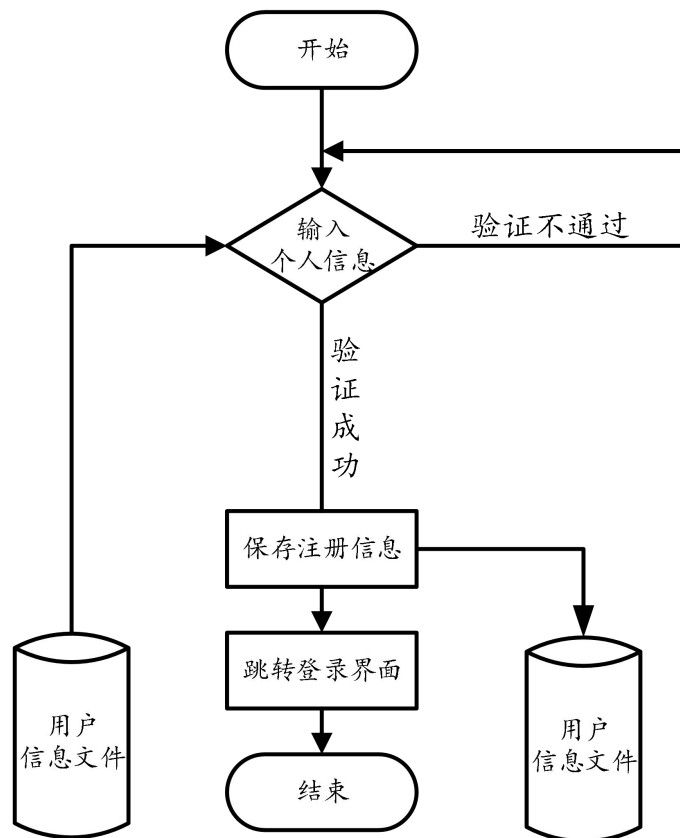 开始
输入
个人信息
验证不通过
验
证
成
功
保存注册信息
跳转登录界面
用户
信息文件
用户
信息文件
结束